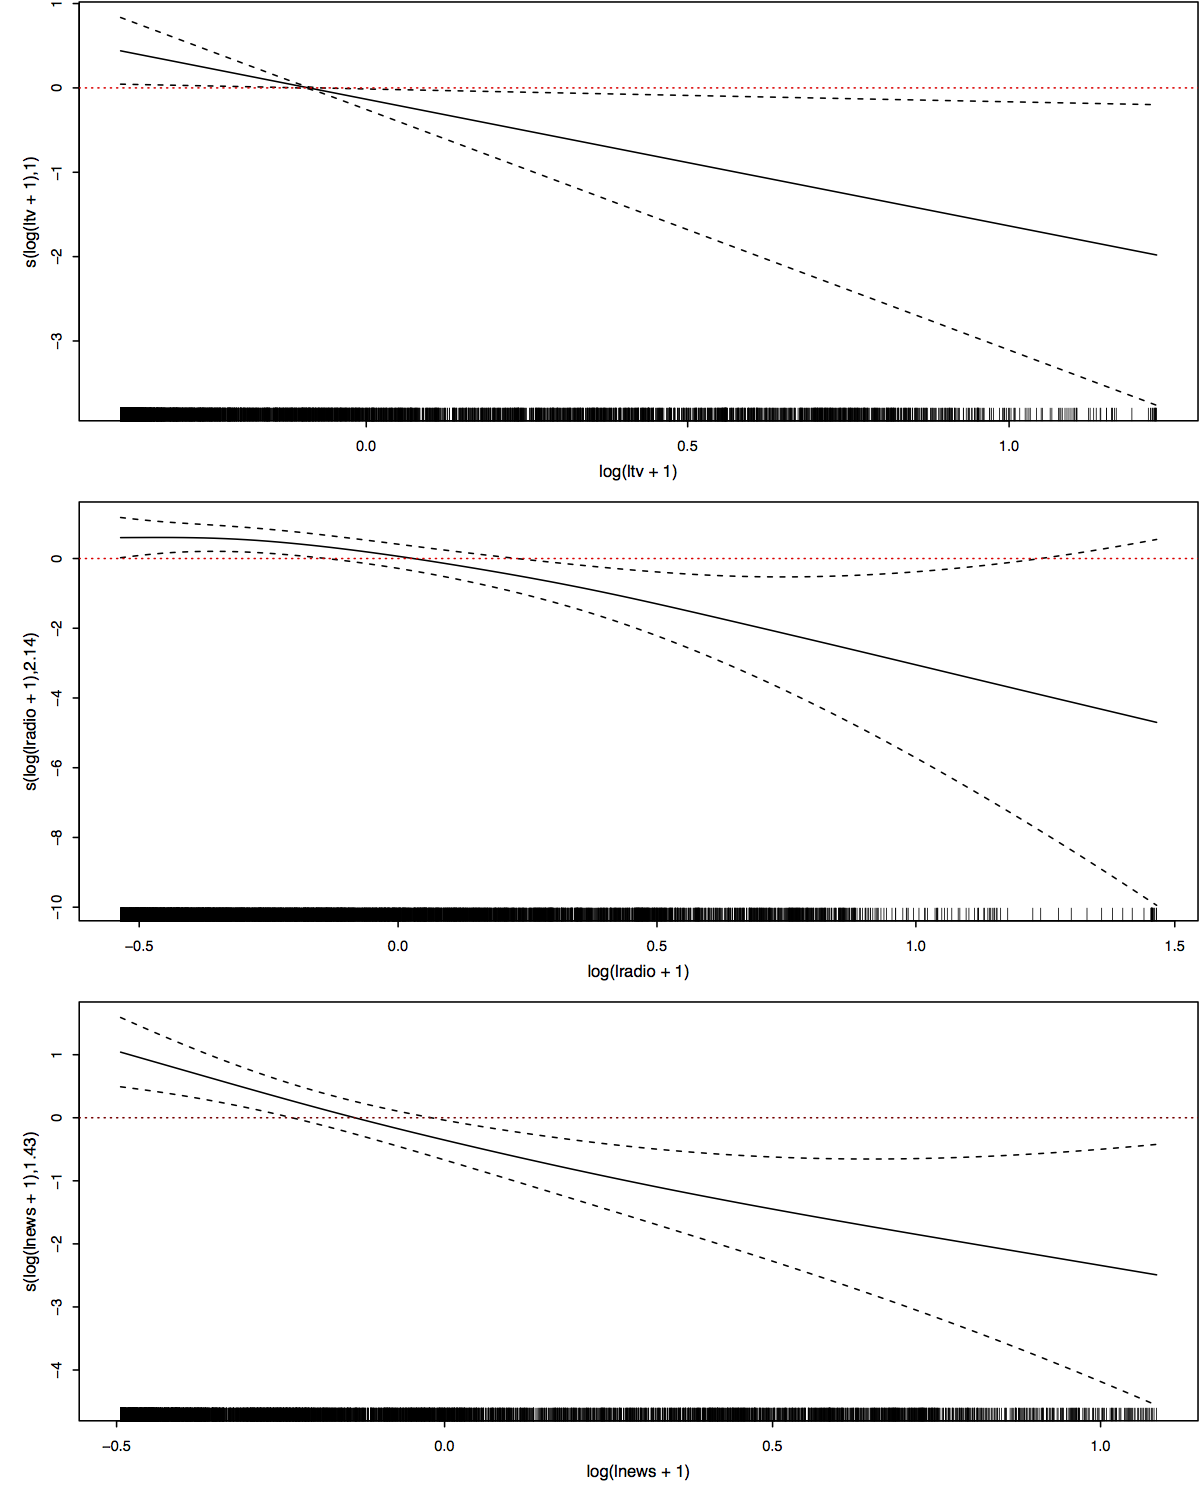 s(log(ltv + 1),1)
1
0
−1
−2
−3
0.0 0.5 1.0
log(ltv + 1)
s(log(lradio + 1),2.14)
0
−2
−4
−6
−8
−10
−0.5 0.0 0.5 1.0 1.5
log(lradio + 1)
s(log(lnews + 1),1.43)
1
0
−1
−2
−3
−4
−0.5 0.0 0.5 1.0
log(lnews + 1)